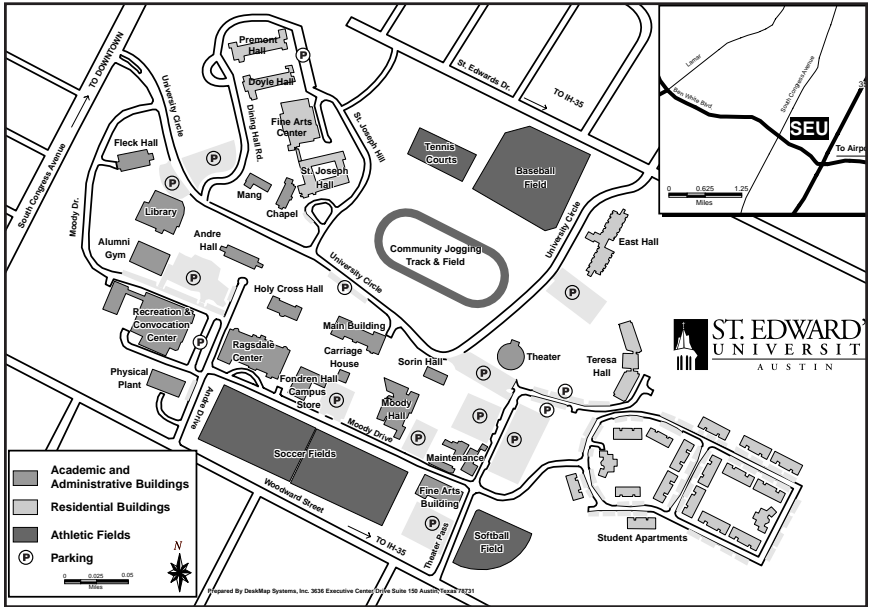 Premont
Hall
P
Doyle Hall
TO DOWNTOWN
South Congress Avenue
University Circle
Dining Hall Rd.
Fine Arts
Center
St. Joseph Hill
St. Edwards Dr.
TO IH-35
Lamar
Ben White Blvd
South Congress Avenue
35
SEU
To Airpo
0 0.625 1.25
Miles
Fleck Hall
P
P
Mang
Chapel
St. Joseph
Hall
Tennis
Courts
Baseball
Field
Moody Dr.
Library
Alumni
Gym
Andre
Hall
University Circle
Community Jogging
Track & Field
University Circle
East Hall
P
P
P
Holy Cross Hall
Recreation &
Convocation
Center
P
Ragsdale
Center
Main Building
Carriage
House
Sorin Hall
Theater
Teresa
Hall
ST. EDWARD'
UNIVERSIT
AUSTIN
Physical
Plant
Andre Drive
Fondren Hall
Campus
Store
P
Moody
Hall
Moody Drive
P
P
P
P
P
P
Maintenance
Soccer Fields
Woodward Street
TO IH-35
Fine Arts
Building
P
Theater Pass
Softball
Field
Student Apartments
Academic and
Administrative Buildings
Residential Buildings
Athletic Fields
P Parking
N
0 0.025 0.05
Miles
Prepared By DeskMap Systems, Inc. 3636 Executive Center Drive Suite 150 Austin, Texas 78731